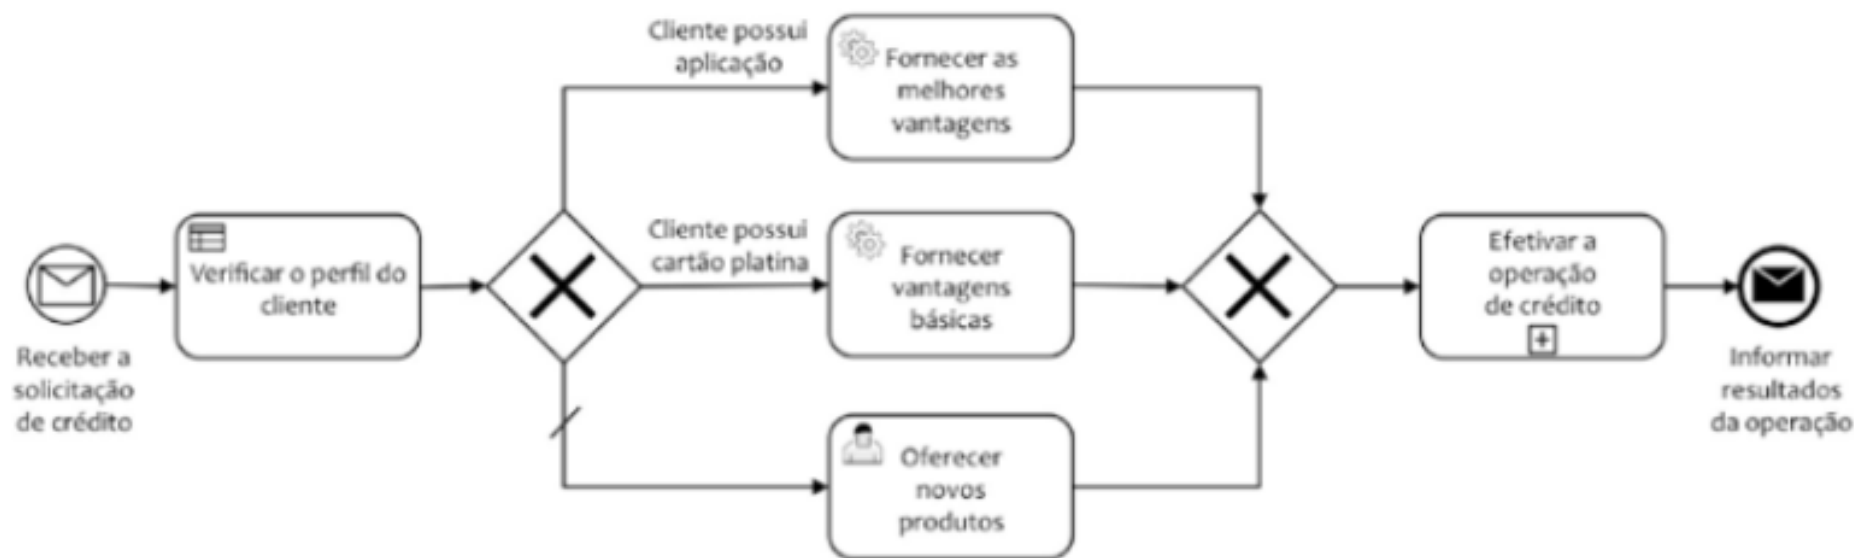 Receber a
solicitação
de crédito
Verificar o perfil do
cliente
Cliente possui
aplicação
Fornecer as
melhores
vantagens
Cliente possui
cartão platina
Fornecer
vantagens
básicas
Oferecer
novos
produtos
Efetivar a
operação
de crédito
Informar
resultados
da operação